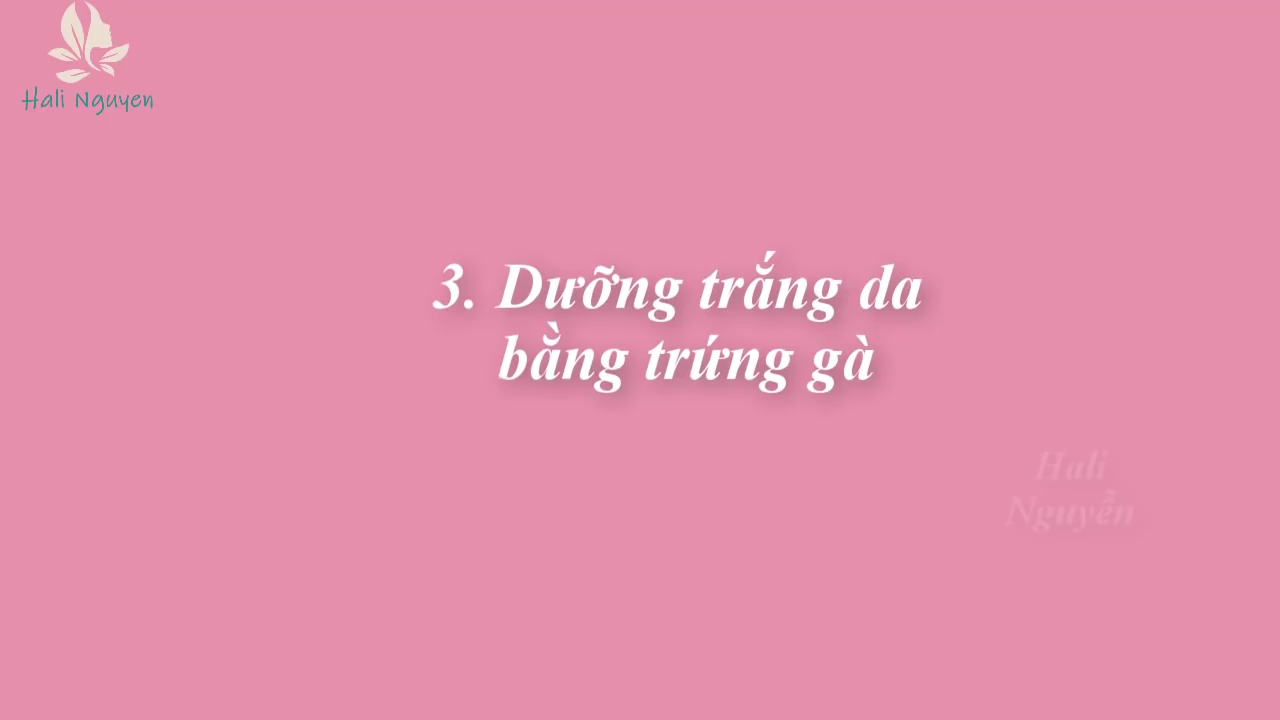 Hali Nguyen
3. Dưỡng trắng da
bằng trứng gà
Hali
Nguyễn